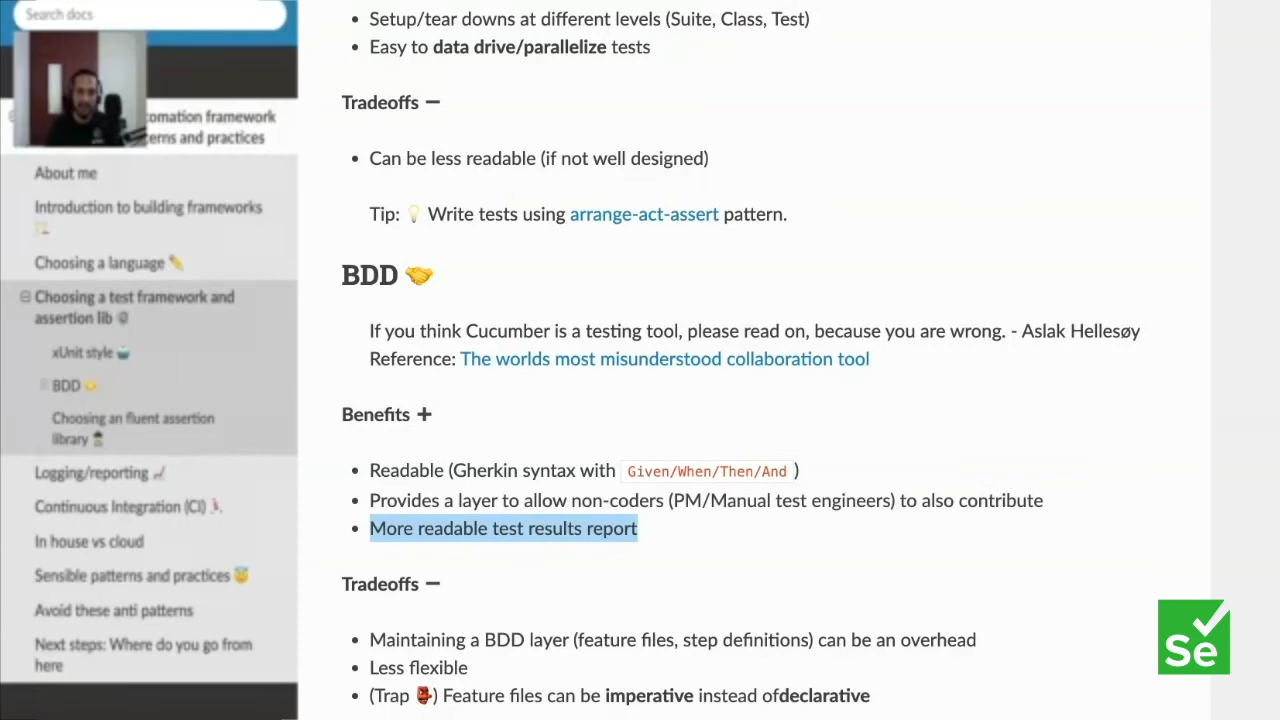 Search docs
omation framework
erns and practices
About me
Introduction to building frameworks
Choosing a language
Choosing a test framework and
assertion lib
xUnit style
BDD
Choosing an fluent assertion
library
Logging/reporting
Continuous Integration (CI)
In house vs cloud
Sensible patterns and practices
Avoid these anti patterns
Next steps: Where do you go from
here
Setup/tear downs at different levels (Suite, Class, Test)
Easy to data drive/parallelize tests
Tradeoffs
Can be less readable (if not well designed)
Tip: 💡 Write tests using arrange-act-assert pattern.
BDD 🤝
If you think Cucumber is a testing tool, please read on, because you are wrong. - Aslak Hellesøy
Reference: The worlds most misunderstood collaboration tool
Benefits
Readable (Gherkin syntax with Given/When/Then/And)
Provides a layer to allow non-coders (PM/Manual test engineers) to also contribute
More readable test results report
Tradeoffs
Maintaining a BDD layer (feature files, step definitions) can be an overhead
Less flexible
(Trap 👺) Feature files can be imperative instead ofdeclarative
Se